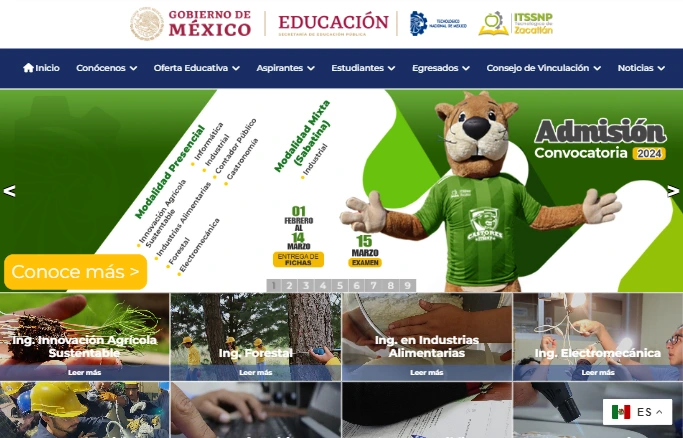 GOBIERNO DE
MÉXICO
EDUCACIÓN
SECRETARÍA DE EDUCACIÓN PÚBLICA
TECNOLÓGICO
NACIONAL DE MÉXICO
ITSSNP
Tecnológico de
Zacatlán
Inicio
Conócenos
Oferta Educativa
Aspirantes
Estudiantes
Egresados
Consejo de Vinculación
Noticias
Modalidad Presencial
Innovación Agrícola
Sustentable
Industrias Alimentarias
Forestal
Electromecánica
Informática
Industrial
Contador Público
Gastronomía
Modalidad Mixta
(Sabatina)
Industrial
01
FEBRERO
AL
14
MARZO
ENTREGA DE
FICHAS
15
MARZO
EXAMEN
Admisión
Convocatoria 2024
CASTORES
<
>
Conoce más >
1 2 3 4 5 6 7 8 9
Ing. Innovación Agrícola
Sustentable
Leer más
Ing. Forestal
Leer más
Ing. en Industrias
Alimentarias
Leer más
Ing. Electromecánica
Leer más
ES